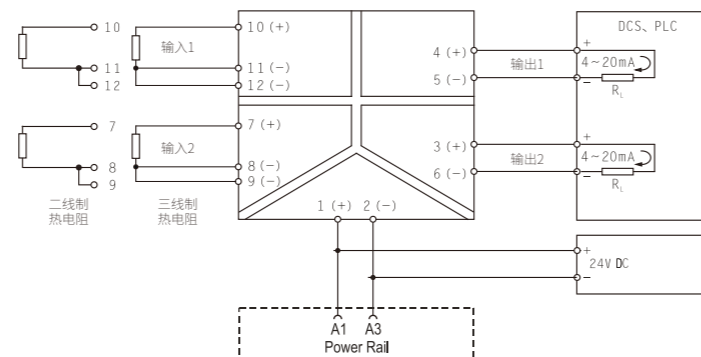 10
11
12
输入1
10 (+)
11 (−)
12 (−)
7
8
9
输入2
7 (+)
8 (−)
9 (−)
二线制
热电阻
三线制
热电阻
4 (+)
5 (−)
输出1
3 (+)
6 (−)
输出2
1 (+)
2 (−)
DCS、PLC
+
4~20mA
−
RL
+
4~20mA
−
RL
+
24V DC
−
A1
A3
Power Rail